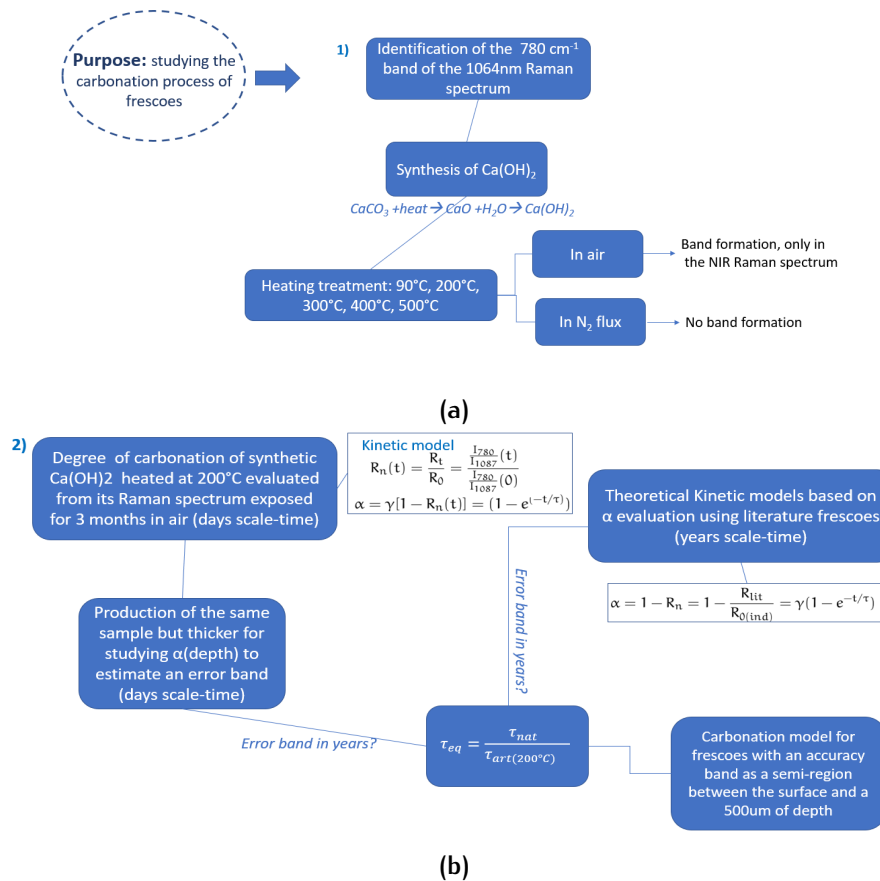 Purpose: studying the
carbonation process of
frescoes
1)
Identification of the 780 cm⁻¹
band of the 1064nm Raman
spectrum
Synthesis of Ca(OH)₂
CaCO₃ +heat→ CaO +H₂O→ Ca(OH)₂
Heating treatment: 90°C, 200°C,
300°C, 400°C, 500°C
In air
Band formation, only in
the NIR Raman spectrum
In N₂ flux
No band formation
(a)
2)
Degree of carbonation of synthetic
Ca(OH)2 heated at 200°C evaluated
from its Raman spectrum exposed
for 3 months in air (days scale-time)
Kinetic model
Rₙ(t) = Rₜ/R₀ = (I₇₈₀/I₁₀₈₇ (t))/(I₇₈₀/I₁₀₈₇ (0))
α = γ[1 − Rₙ(t)] = (1 − e^(−t/τ))
Theoretical Kinetic models based on
α evaluation using literature frescoes
(years scale-time)
α = 1 − Rₙ = 1 − R_lit/R_0(ind) = γ(1 − e^−t/τ)
Production of the same
sample but thicker for
studying α(depth) to
estimate an error band
(days scale-time)
Error band in years?
Error band in years?
τ_eq = τ_nat/τ_art(200°C)
Carbonation model for
frescoes with an accuracy
band as a semi-region
between the surface and a
500um of depth
(b)